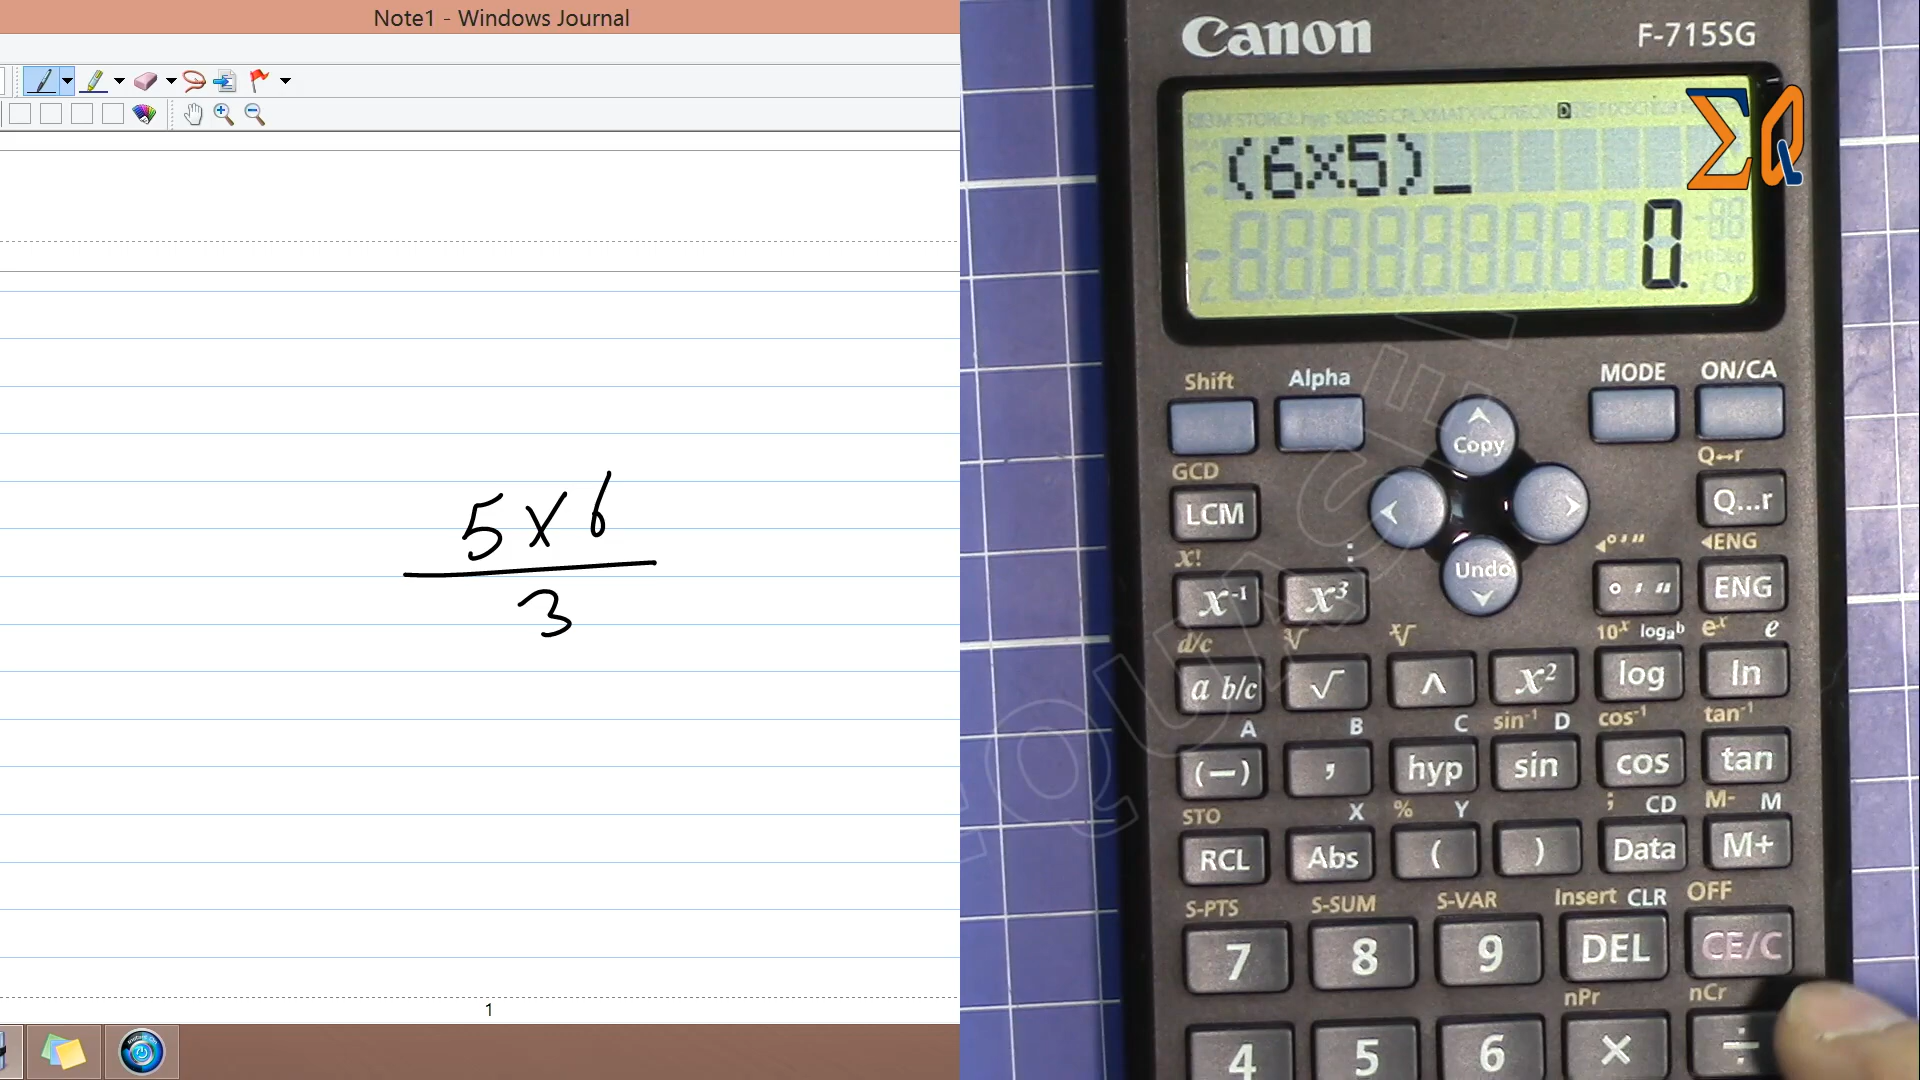 Note1 - Windows Journal
5 x 6
3
1
Canon
F-715SG
(6x5)_
0.
Shift Alpha MODE ON/CA
Copy
GCD Q↔r
LCM Q...r
Undo
x! : ◄° ′ ″ ◄ENG
x⁻¹ x³ ° ′ ″ ENG
d/c ³√ ˣ√ 10ˣ logₐb eˣ e
a b/c √ ^ x² log ln
A B C sin⁻¹ D cos⁻¹ tan⁻¹
(−) , hyp sin cos tan
STO X % Y ; CD M- M
RCL Abs ( ) Data M+
S-PTS S-SUM S-VAR Insert CLR OFF
7 8 9 DEL CE/C
nPr nCr
4 5 6 × ÷